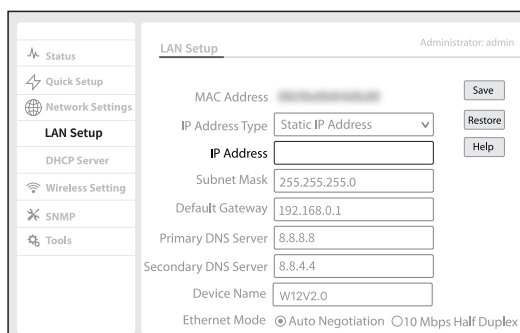 Status
Quick Setup
Network Settings
LAN Setup
DHCP Server
Wireless Setting
SNMP
Tools
LAN Setup
Administrator: admin
MAC Address
IP Address Type Static IP Address
IP Address
Subnet Mask 255.255.255.0
Default Gateway 192.168.0.1
Primary DNS Server 8.8.8.8
Secondary DNS Server 8.8.4.4
Device Name W12V2.0
Ethernet Mode Auto Negotiation 10 Mbps Half Duplex
Save
Restore
Help